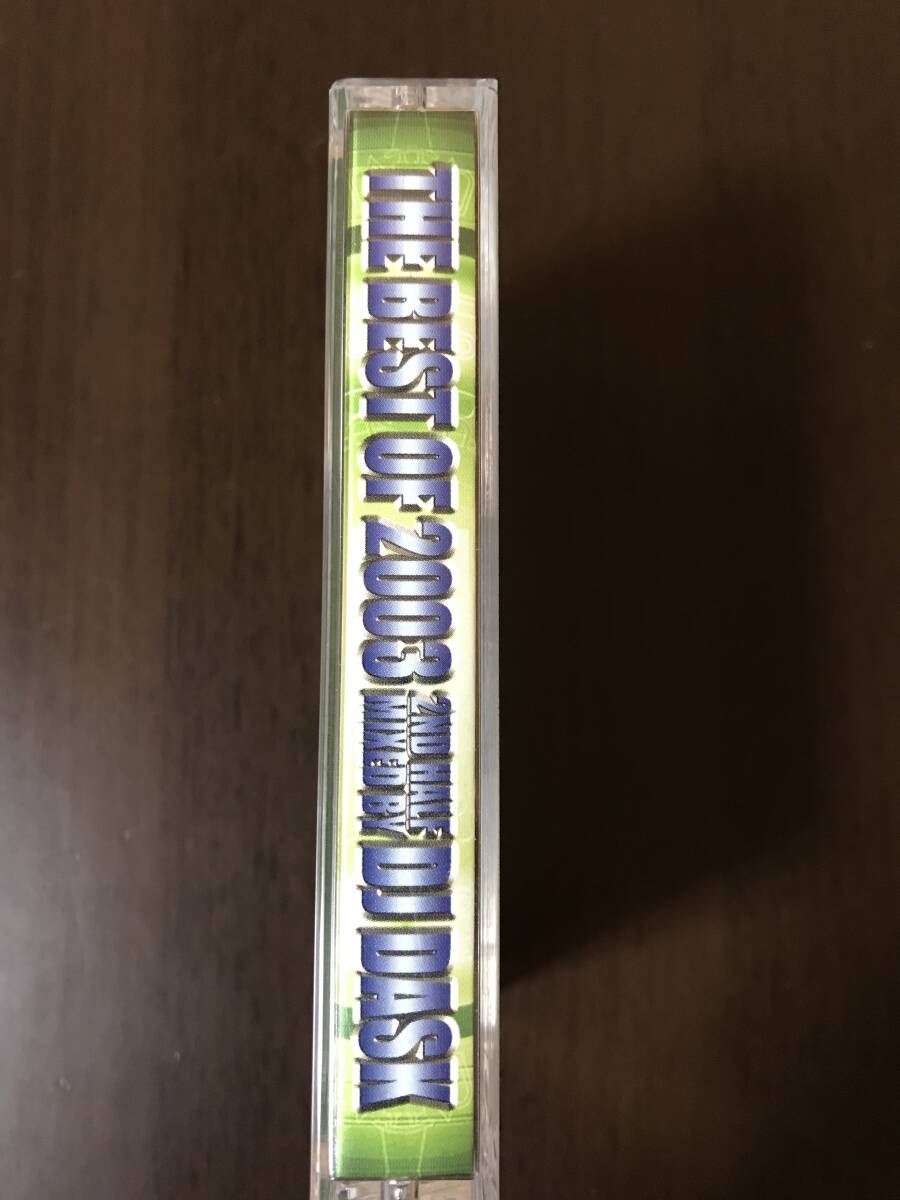 THE BEST OF 2003
2ND HALF
MIXED BY
DJ DASK